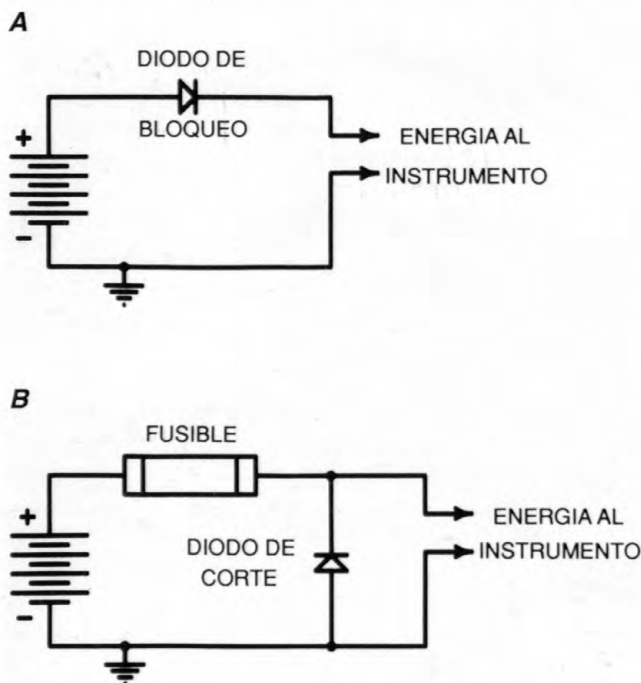 A
DIODO DE
BLOQUEO
+
ENERGIA AL
INSTRUMENTO
−
B
FUSIBLE
+
ENERGIA AL
INSTRUMENTO
DIODO DE
CORTE
−